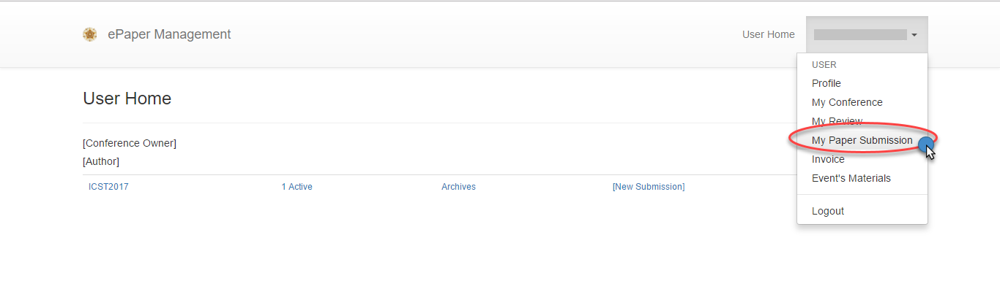 ePaper Management
User Home
USER
Profile
My Conference
My Review
My Paper Submission
Invoice
Event's Materials
Logout
User Home
[Conference Owner]
[Author]
ICST2017 1 Active Archives [New Submission]